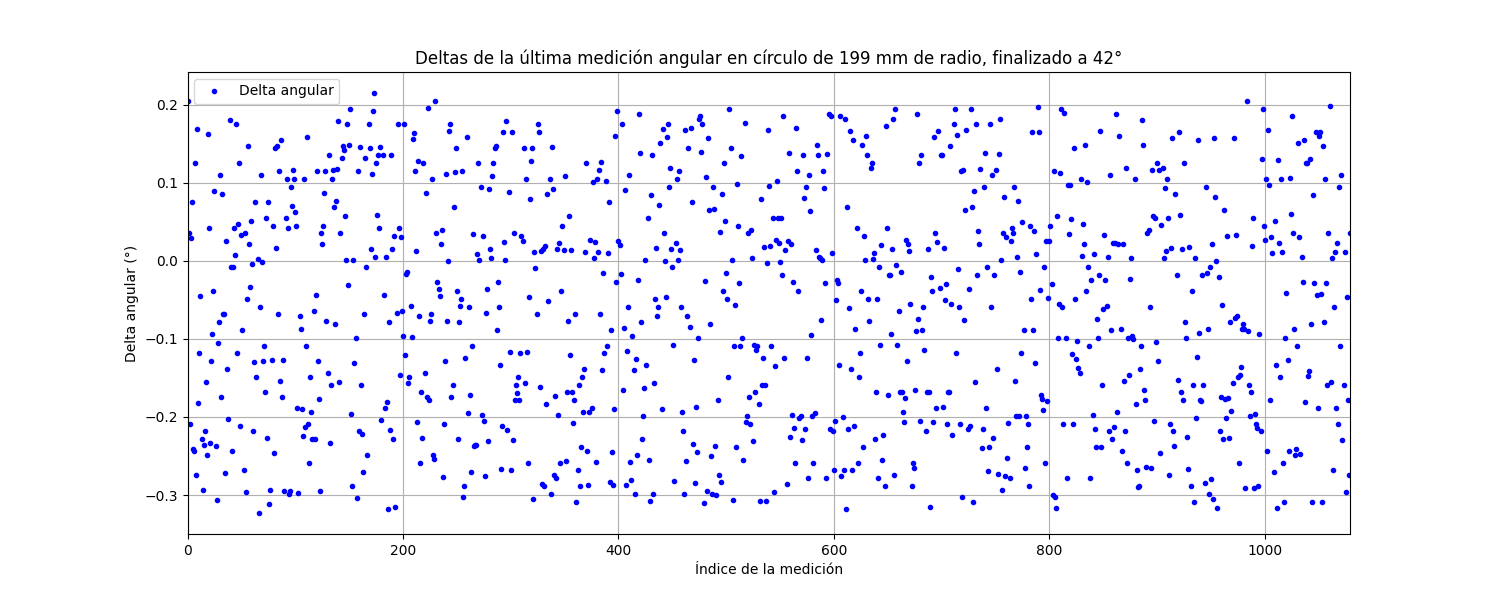 Deltas de la última medición angular en círculo de 199 mm de radio, finalizado a 42°
Delta angular
Delta angular (°)
0.2
0.1
0.0
−0.1
−0.2
−0.3
0 200 400 600 800 1000
Índice de la medición